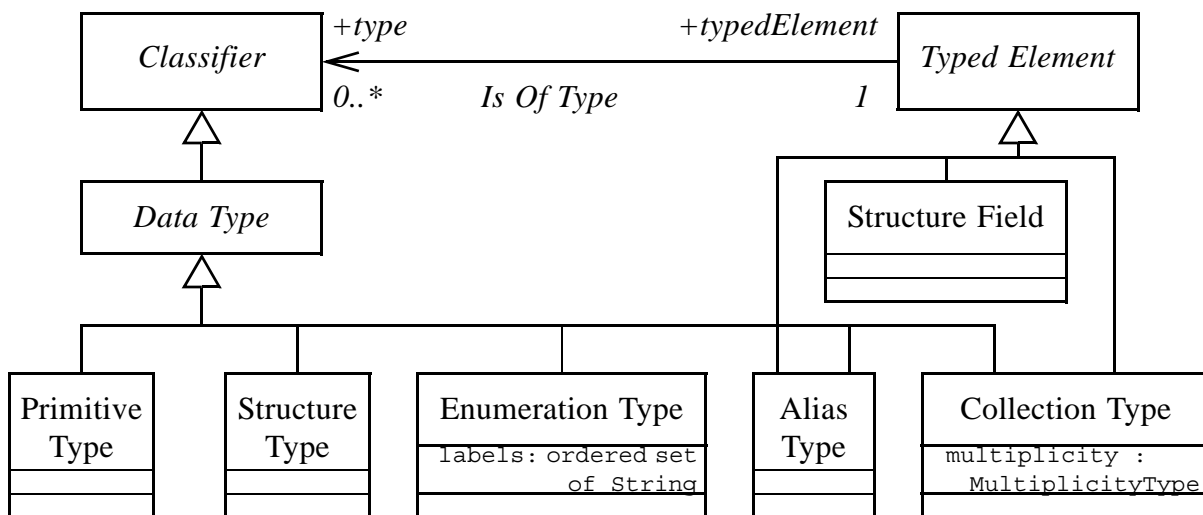 +type
+typedElement
Classifier
Typed Element
0..*
Is Of Type
1
Data Type
Structure Field
Primitive
Type
Structure
Type
Enumeration Type
labels: ordered set
of String
Alias
Type
Collection Type
multiplicity :
MultiplicityType